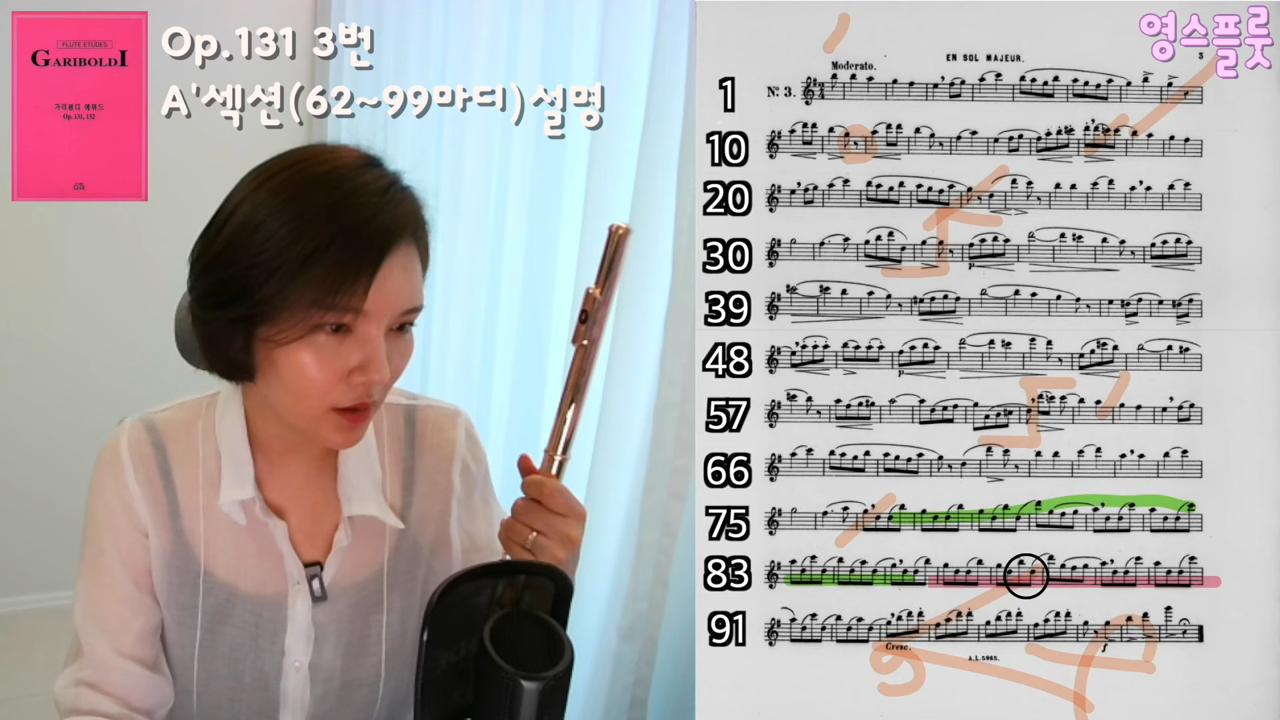 FLUTE ETUDES
GARIBOLDI
가리볼디 에튀드
Op. 131, 132
Op.131 3번
A'섹션(62~99마디)설명
영스플룻
EN SOL MAJEUR.
3
Moderato.
Nº 3.
1
10
20
30
p
39
48
p
57
66
75
83
91
Cresc.
f
A.L.5965.